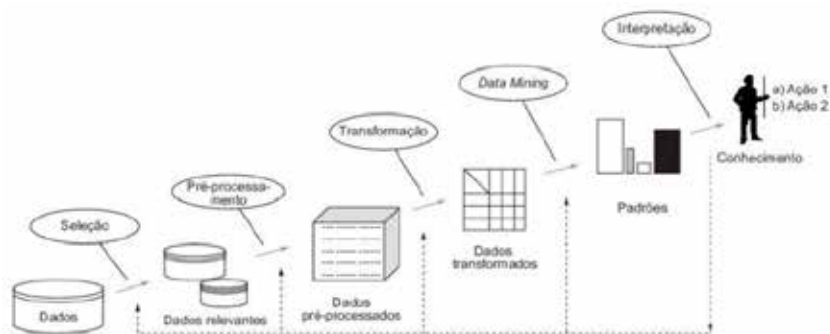 Interpretação
a) Ação 1
b) Ação 2
Data Mining
Transformação
Conhecimento
Pré-processa-
mento
Padrões
Seleção
Dados
transformados
Dados
Dados relevantes
Dados
pré-processados